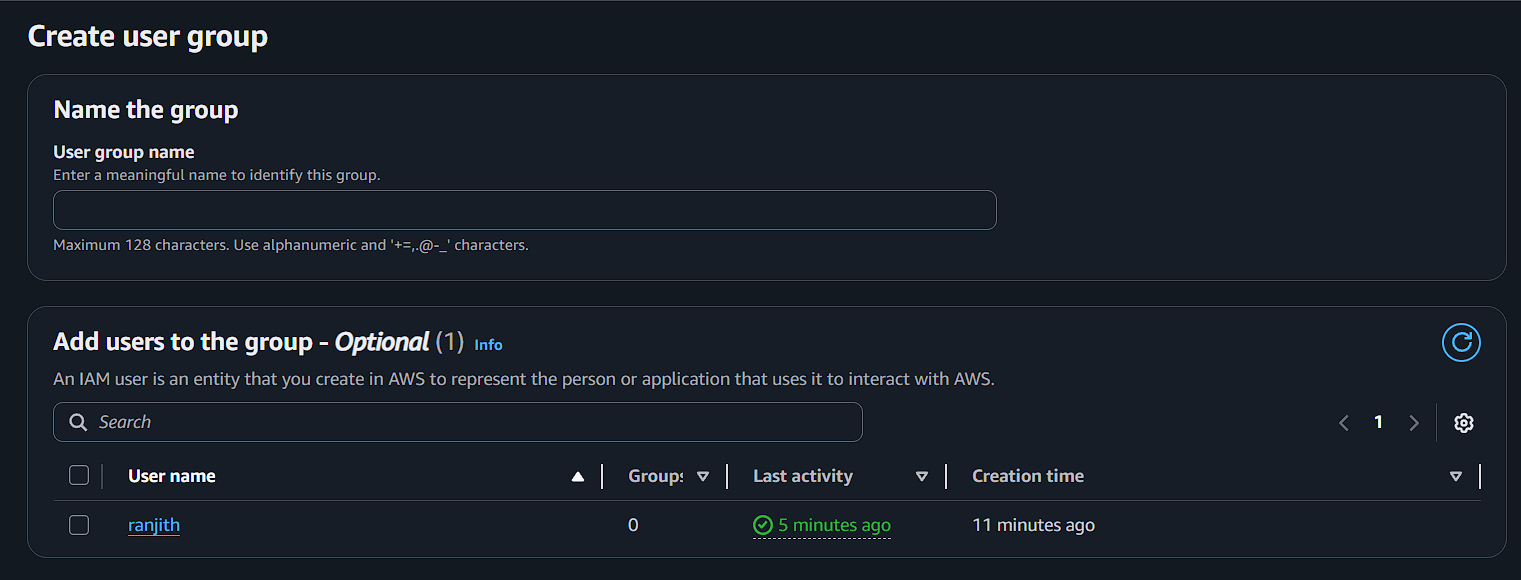 Create user group
Name the group
User group name
Enter a meaningful name to identify this group.
Maximum 128 characters. Use alphanumeric and '+=,.@-_' characters.
Add users to the group - Optional (1) Info
An IAM user is an entity that you create in AWS to represent the person or application that uses it to interact with AWS.
Search
1
User name Groups Last activity Creation time
ranjith 0 5 minutes ago 11 minutes ago